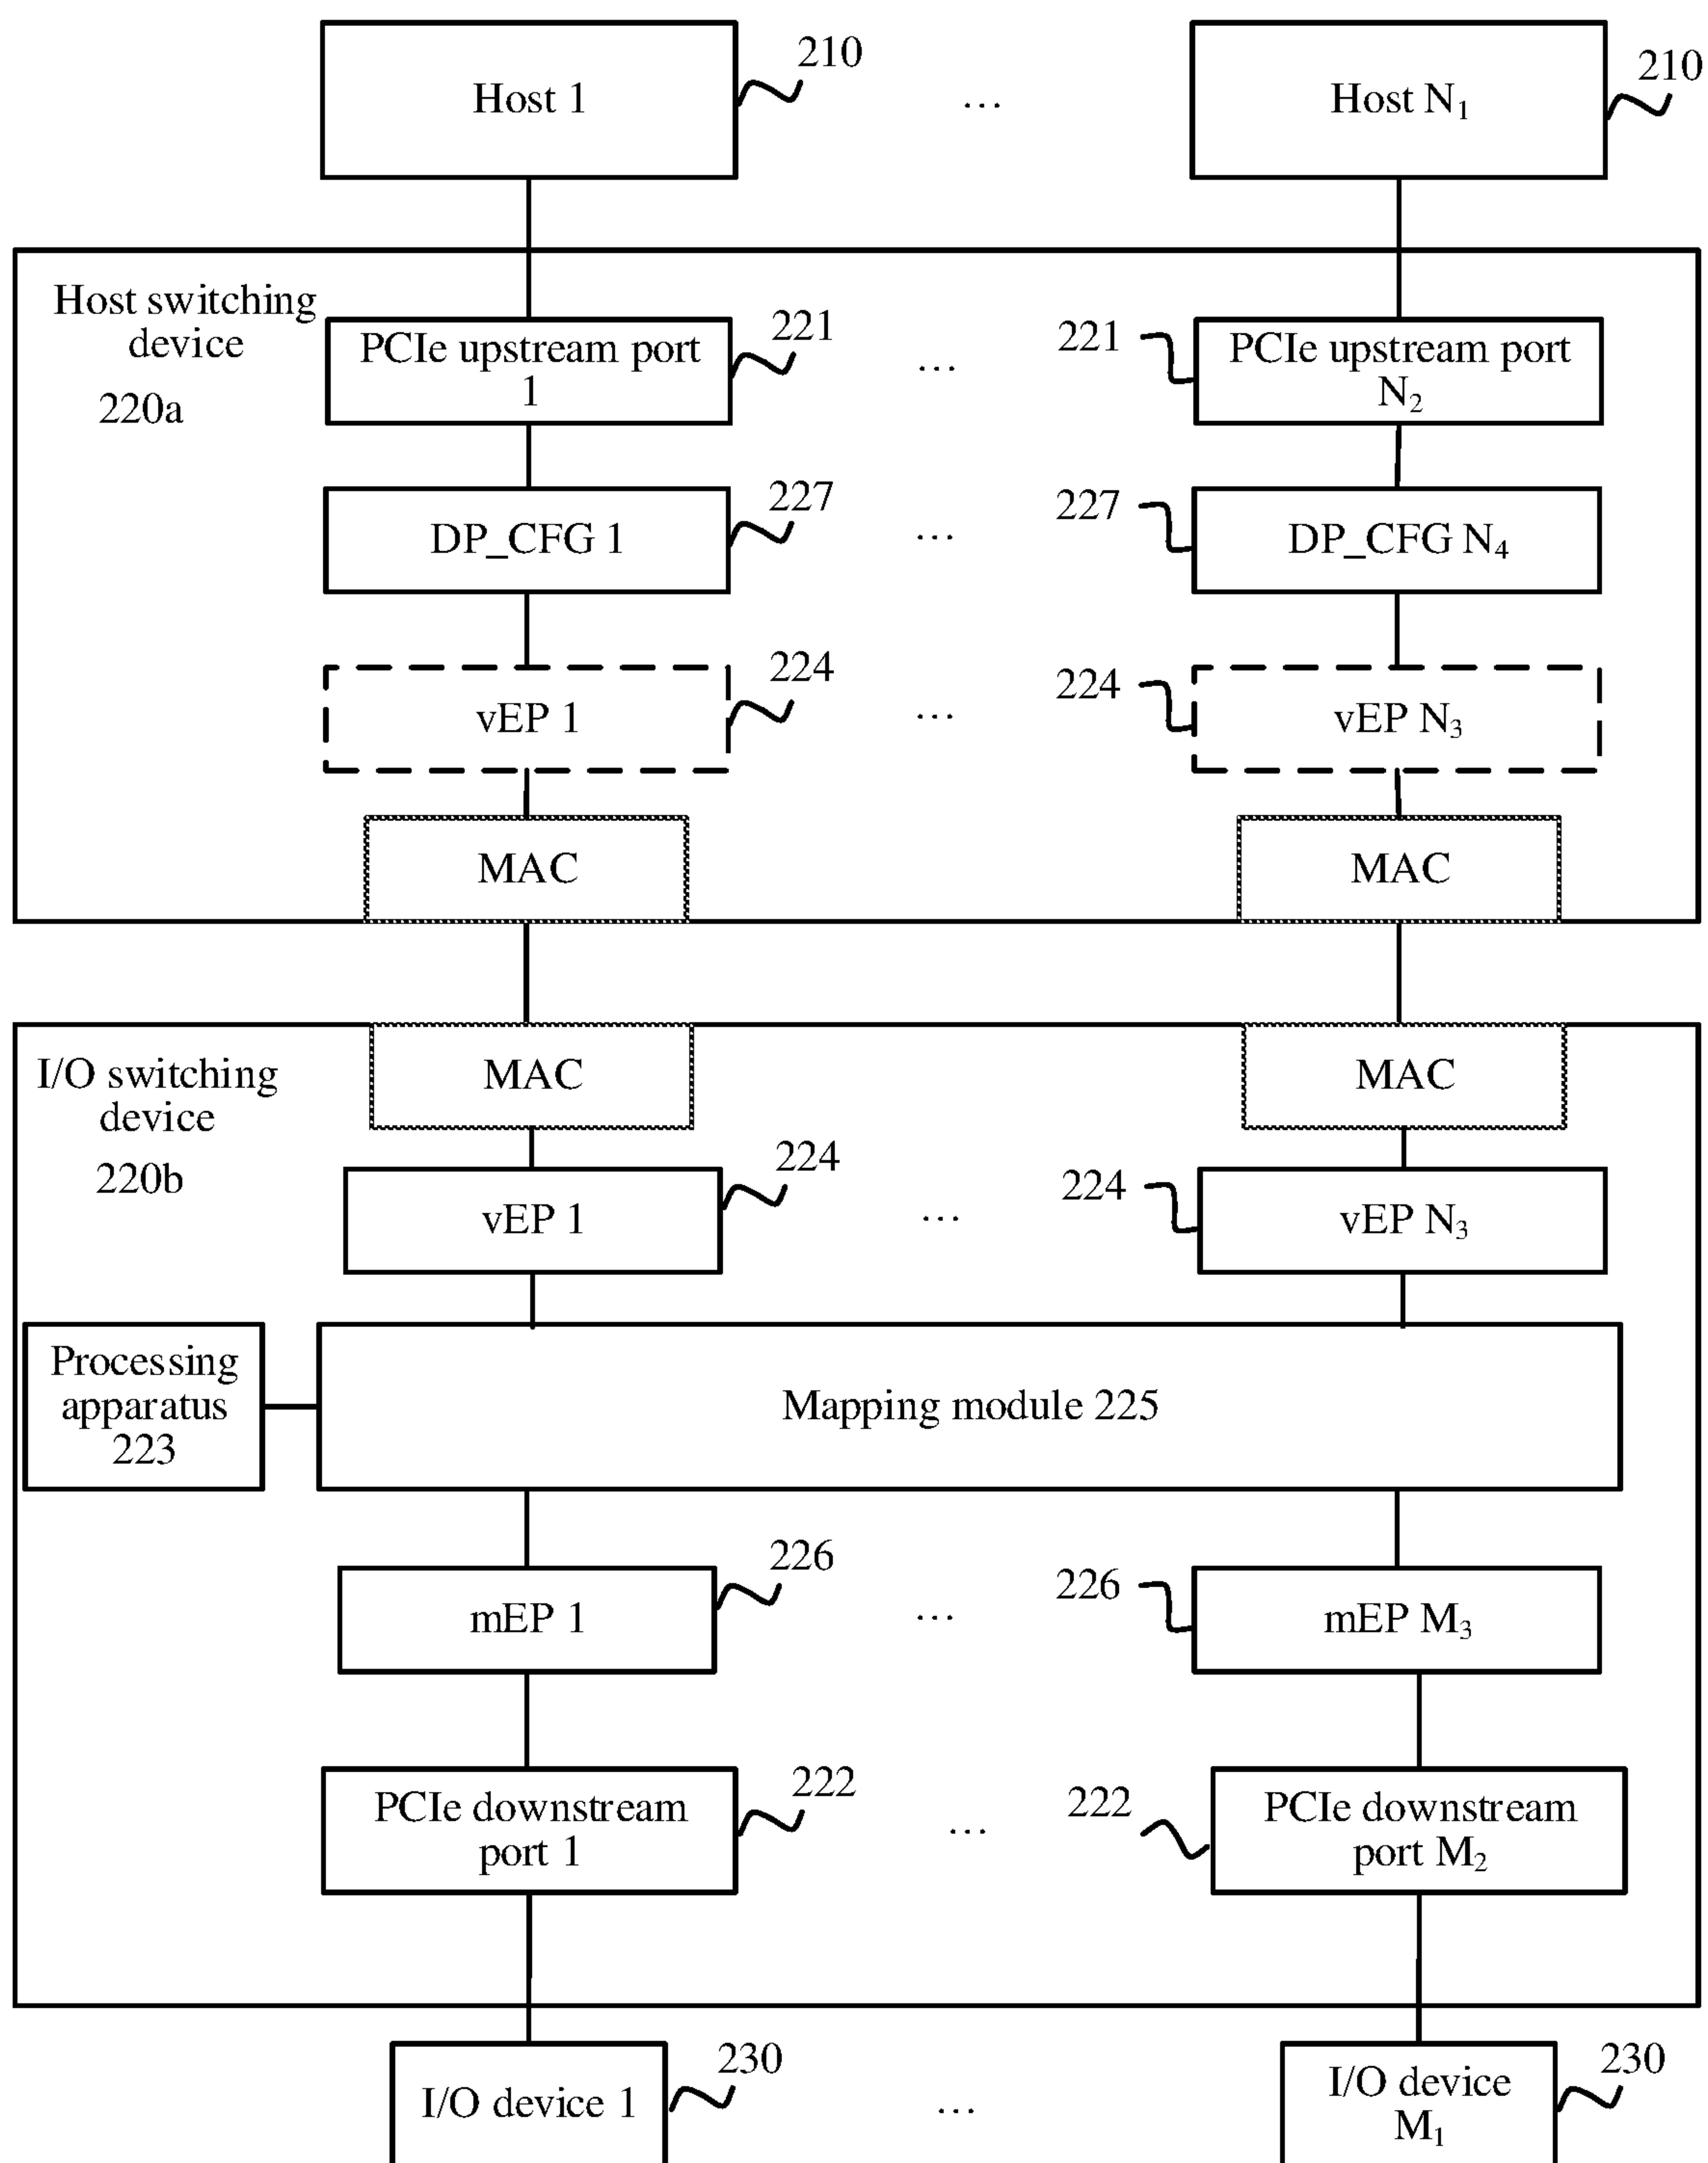 Host 1
210
...
Host N₁
210
Host switching
device
220a
PCIe upstream port
1
221
...
221
PCIe upstream port
N₂
DP_CFG 1
227
...
227
DP_CFG N₄
vEP 1
224
...
224
vEP N₃
MAC
MAC
I/O switching
device
220b
MAC
MAC
vEP 1
224
...
224
vEP N₃
Processing
apparatus
223
Mapping module 225
mEP 1
226
...
226
mEP M₃
PCIe downstream
port 1
222
...
222
PCIe downstream
port M₂
I/O device 1
230
...
I/O device
M₁
230